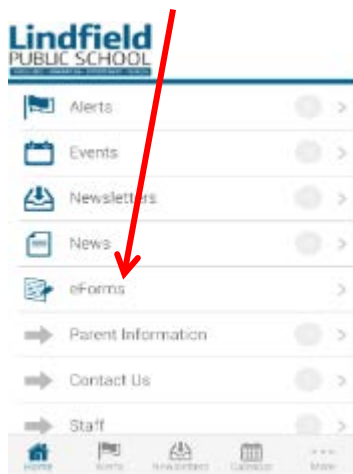 Lindfield
PUBLIC SCHOOL
Alerts
Events
Newsletters
News
eForms
Parent Information
Contact Us
Staff
Home
Alerts
Newsletters
Calendar
More